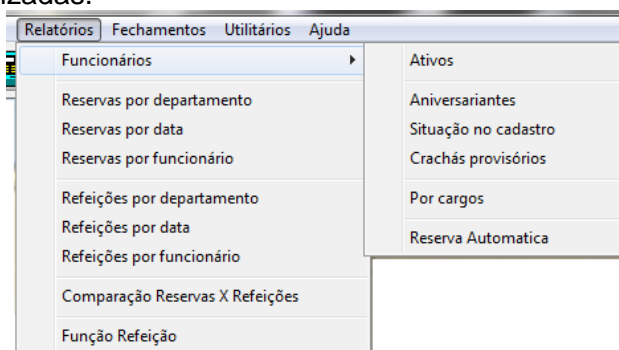 izadas.
Relatórios Fechamentos Utilitários Ajuda
Funcionários
Reservas por departamento
Reservas por data
Reservas por funcionário
Refeições por departamento
Refeições por data
Refeições por funcionário
Comparação Reservas X Refeições
Função Refeição
Ativos
Aniversariantes
Situação no cadastro
Crachás provisórios
Por cargos
Reserva Automatica